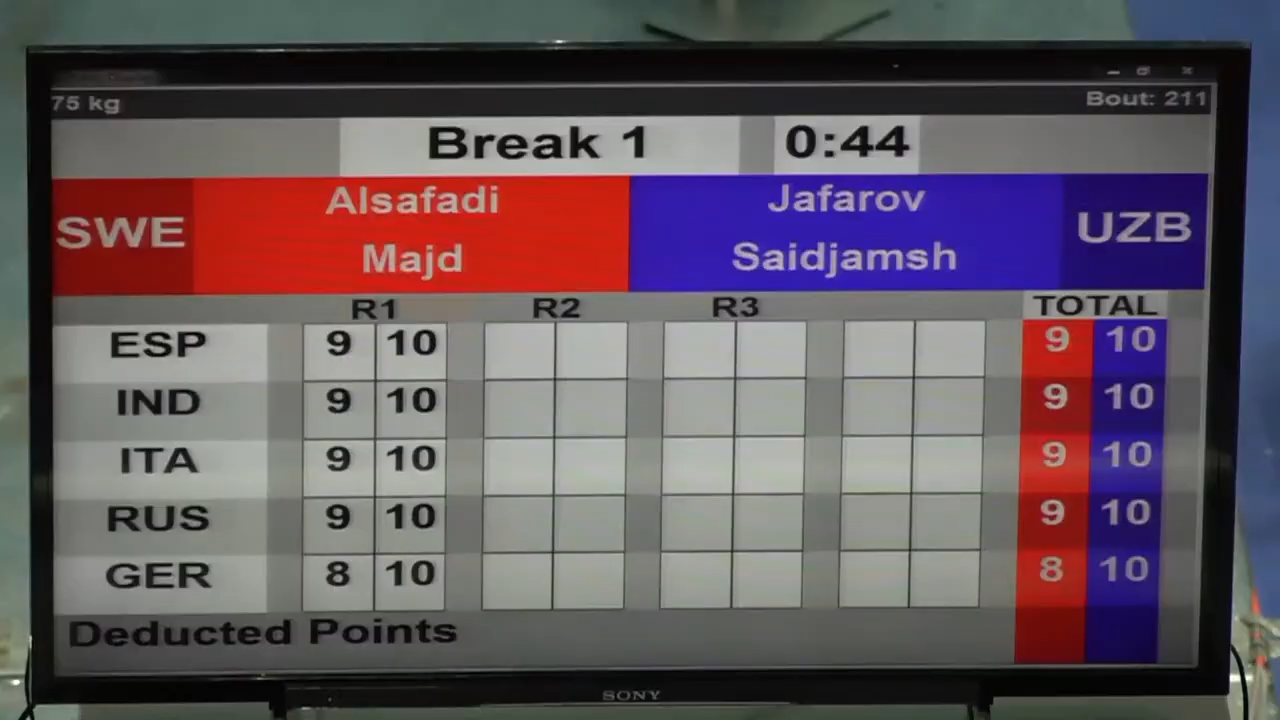 75 kg Bout: 211
Break 1 0:44
SWE Alsafadi Majd Jafarov Saidjamsh UZB
R1 R2 R3 TOTAL
ESP 9 10 9 10
IND 9 10 9 10
ITA 9 10 9 10
RUS 9 10 9 10
GER 8 10 8 10
Deducted Points
SONY